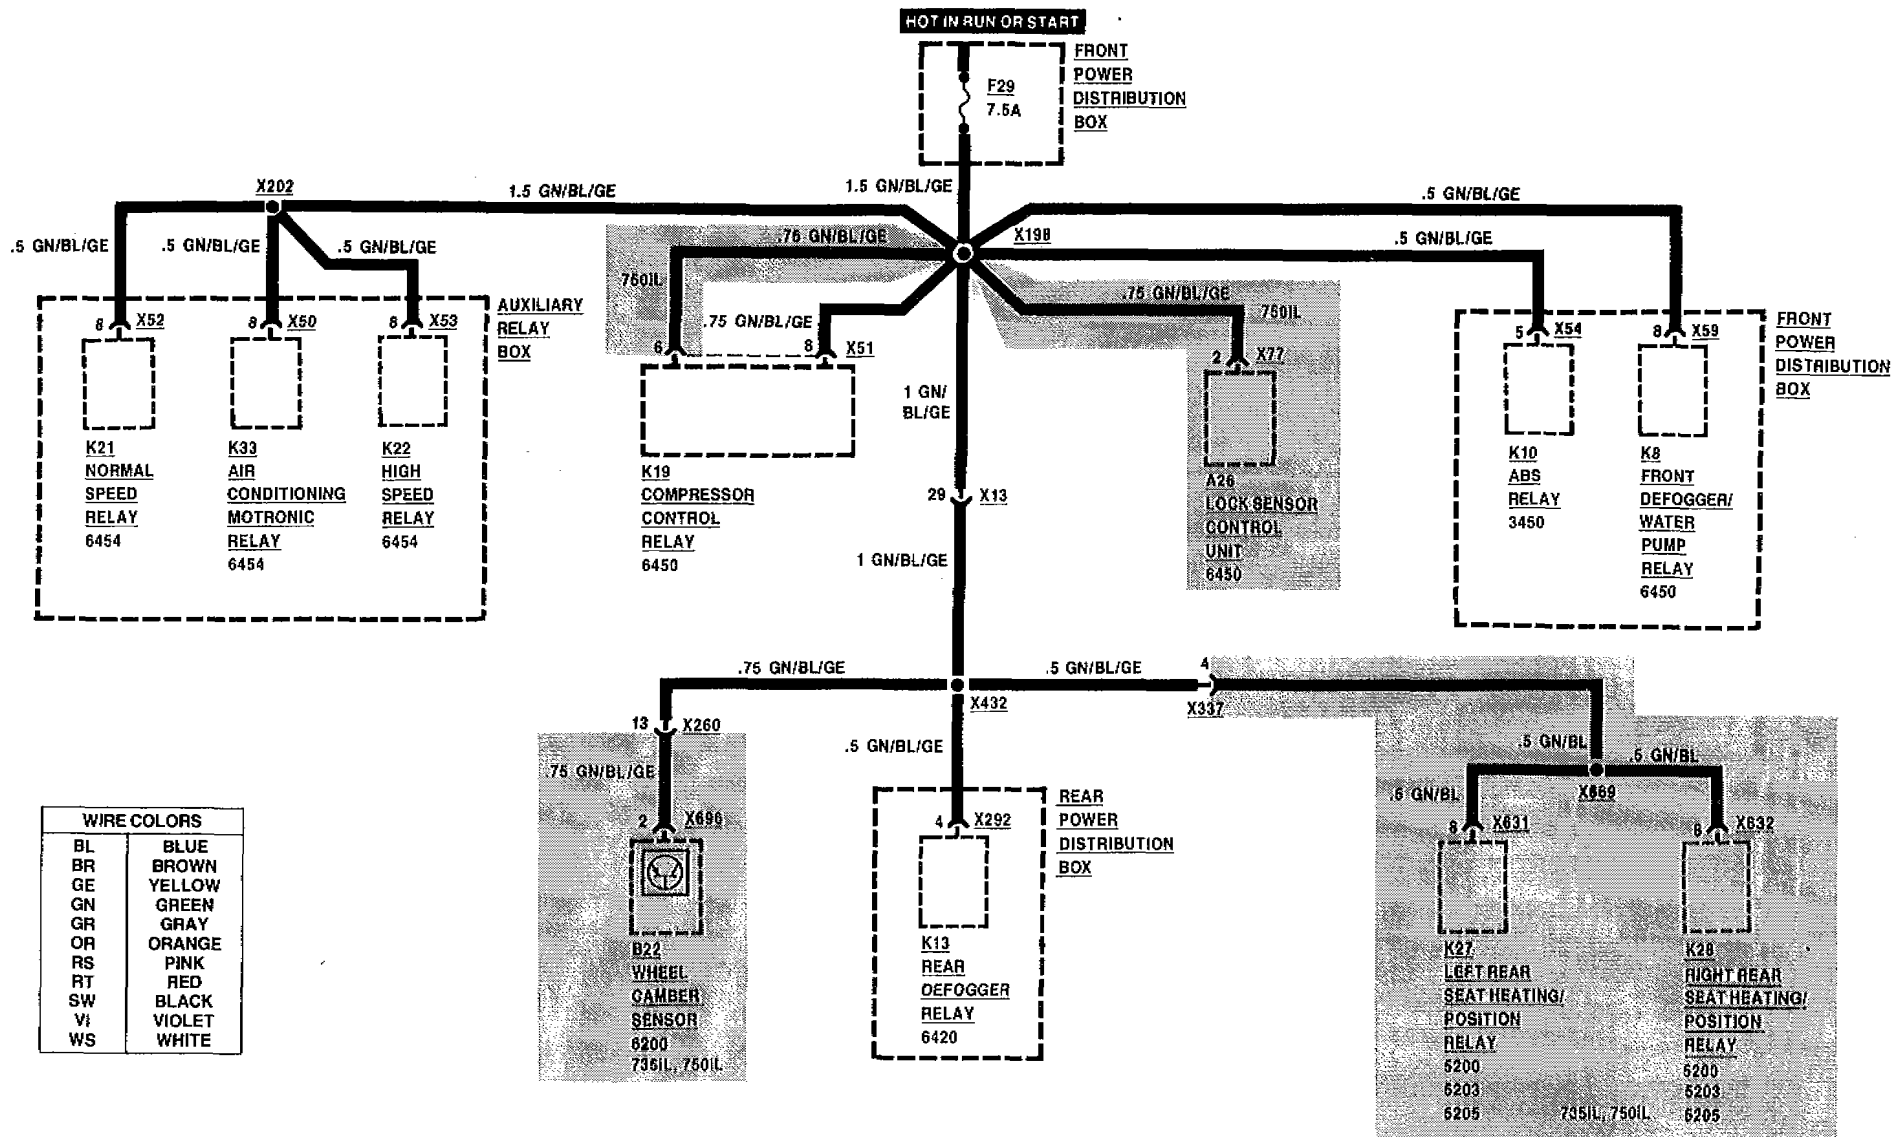 HOT IN RUN OR START
FRONT
POWER
DISTRIBUTION
BOX
F29
7.5A
X202
1.5 GN/BL/GE
1.5 GN/BL/GE
.5 GN/BL/GE
X198
.5 GN/BL/GE
.5 GN/BL/GE
.5 GN/BL/GE
.75 GN/BL/GE
.5 GN/BL/GE
750iL
.75 GN/BL/GE
.75 GN/BL/GE
750iL
AUXILIARY
RELAY
BOX
8 X52
8 X50
8 X53
6
8 X51
2 X77
5 X54
8 X59
FRONT
POWER
DISTRIBUTION
BOX
K21
NORMAL
SPEED
RELAY
6454
K33
AIR
CONDITIONING
MOTRONIC
RELAY
6454
K22
HIGH
SPEED
RELAY
6454
K19
COMPRESSOR
CONTROL
RELAY
6450
1 GN/
BL/GE
29 X13
1 GN/BL/GE
A26
LOCK SENSOR
CONTROL
UNIT
6450
K10
ABS
RELAY
3450
K8
FRONT
DEFOGGER/
WATER
PUMP
RELAY
6450
.75 GN/BL/GE
.5 GN/BL/GE
4
X337
X432
13 X260
.5 GN/BL/GE
.5 GN/BL
.5 GN/BL
X669
.5 GN/BL
.75 GN/BL/GE
2 X696
4 X292
REAR
POWER
DISTRIBUTION
BOX
8 X631
8 X632
B22
WHEEL
CAMBER
SENSOR
6200
735iL, 750iL
K13
REAR
DEFOGGER
RELAY
6420
K27
LEFT REAR
SEAT HEATING/
POSITION
RELAY
5200
5203
5205
735iL, 750iL
K28
RIGHT REAR
SEAT HEATING/
POSITION
RELAY
5200
5203
5205
WIRE COLORS
BL BLUE
BR BROWN
GE YELLOW
GN GREEN
GR GRAY
OR ORANGE
RS PINK
RT RED
SW BLACK
VI VIOLET
WS WHITE